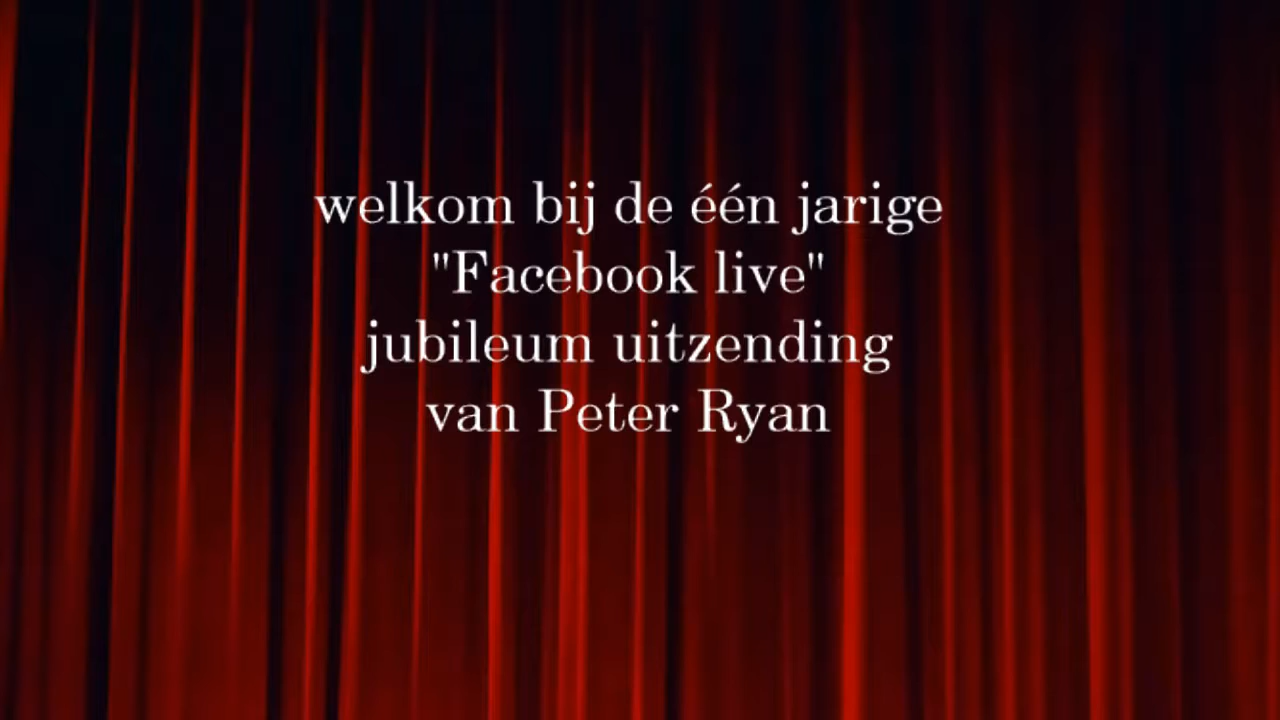 welkom bij de één jarige
"Facebook live"
jubileum uitzending
van Peter Ryan